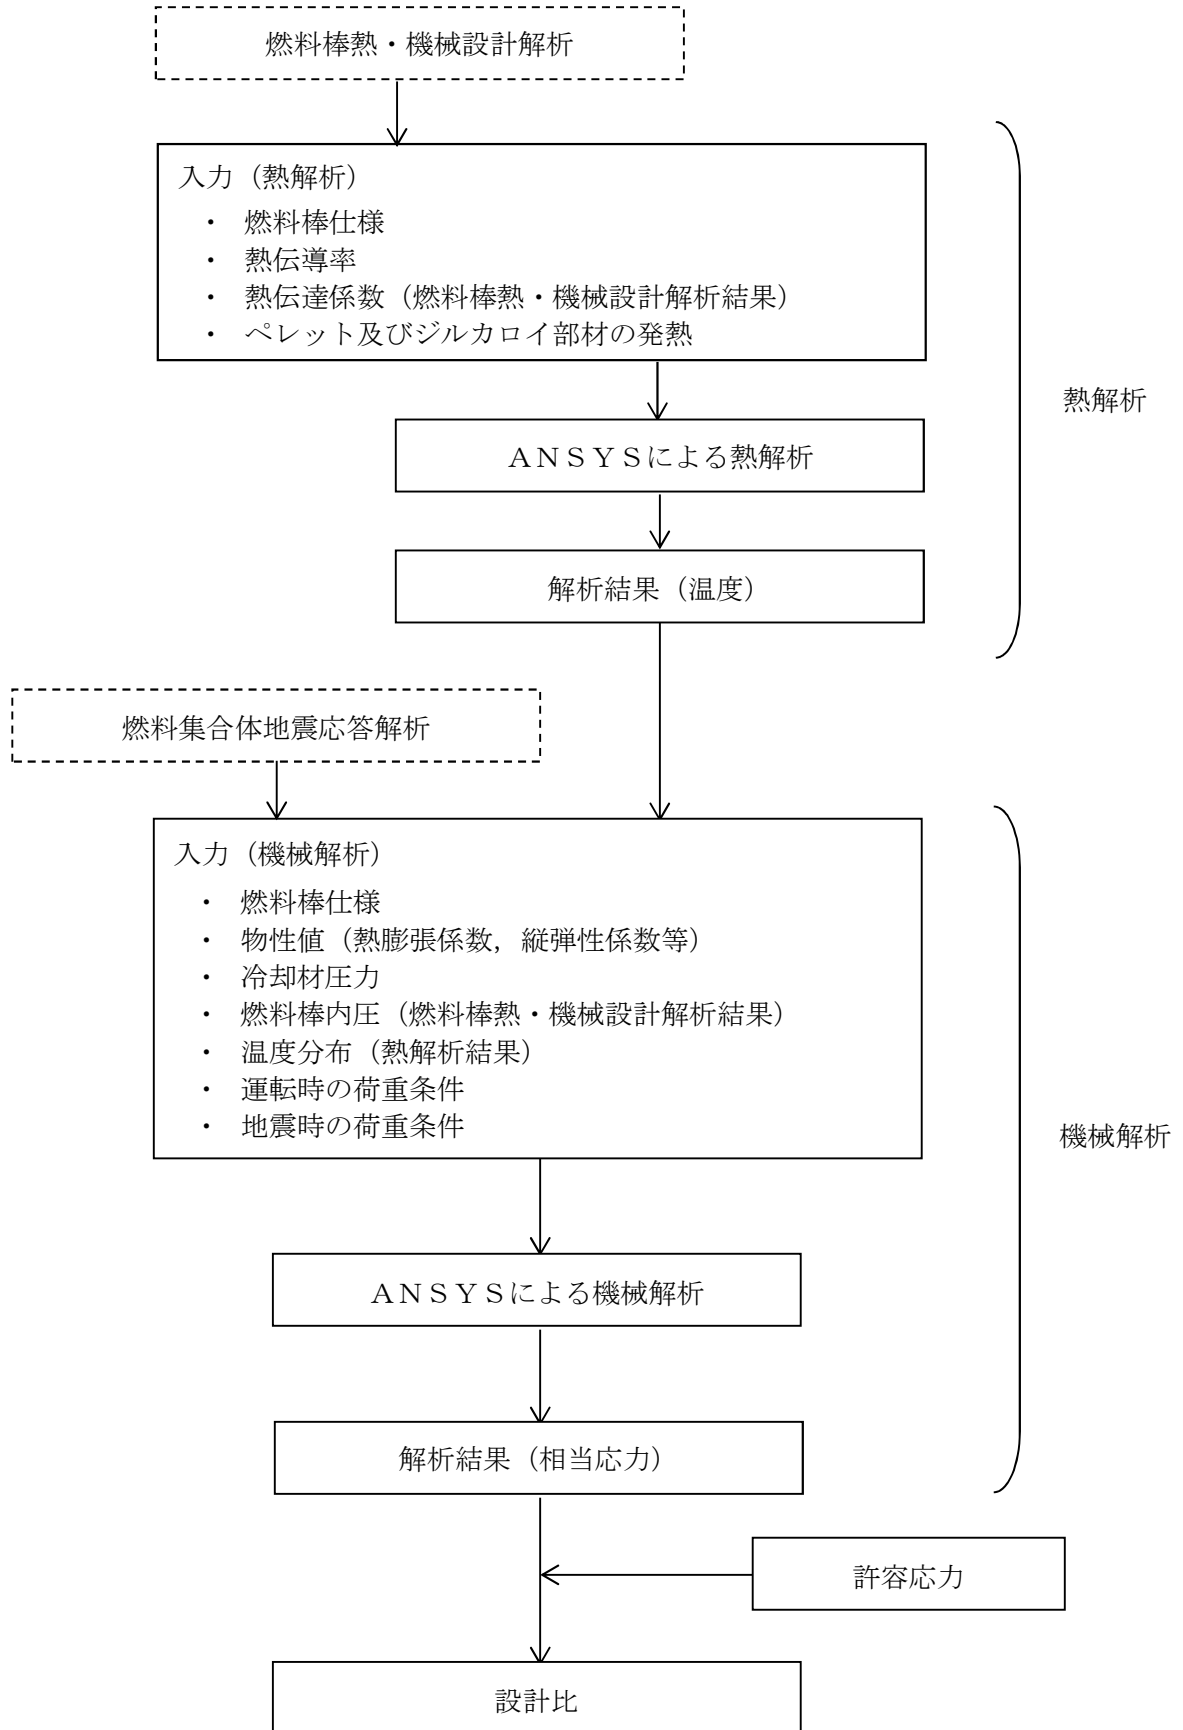 燃料棒熱・機械設計解析
入力（熱解析）
・ 燃料棒仕様
・ 熱伝導率
・ 熱伝達係数（燃料棒熱・機械設計解析結果）
・ ペレット及びジルカロイ部材の発熱
熱解析
ＡＮＳＹＳによる熱解析
解析結果（温度）
燃料集合体地震応答解析
入力（機械解析）
・ 燃料棒仕様
・ 物性値（熱膨張係数，縦弾性係数等）
・ 冷却材圧力
・ 燃料棒内圧（燃料棒熱・機械設計解析結果）
・ 温度分布（熱解析結果）
・ 運転時の荷重条件
・ 地震時の荷重条件
機械解析
ＡＮＳＹＳによる機械解析
解析結果（相当応力）
許容応力
設計比